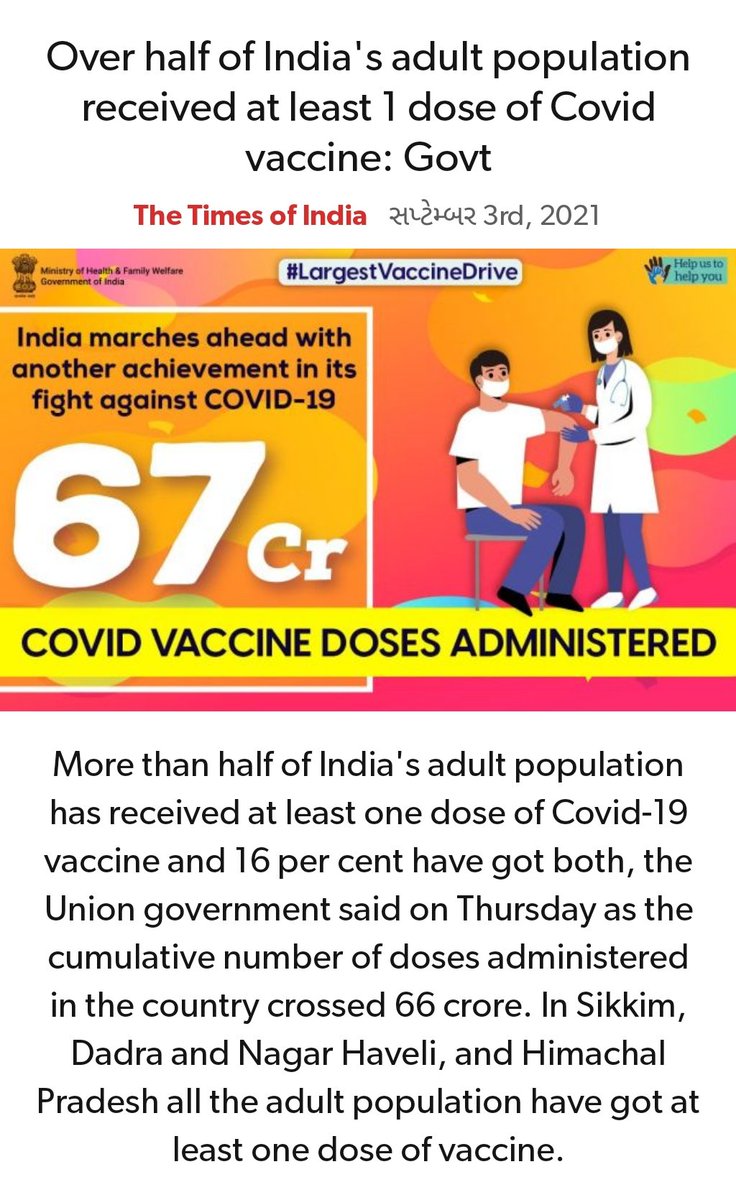 Over half of India's adult population
received at least 1 dose of Covid
vaccine: Govt
The Times of India સપ્ટેમ્બર 3rd, 2021
Ministry of Health & Family Welfare
Government of India
#LargestVaccineDrive
Help us to
help you
India marches ahead with
another achievement in its
fight against COVID-19
67 Cr
COVID VACCINE DOSES ADMINISTERED
More than half of India's adult population
has received at least one dose of Covid-19
vaccine and 16 per cent have got both, the
Union government said on Thursday as the
cumulative number of doses administered
in the country crossed 66 crore. In Sikkim,
Dadra and Nagar Haveli, and Himachal
Pradesh all the adult population have got at
least one dose of vaccine.